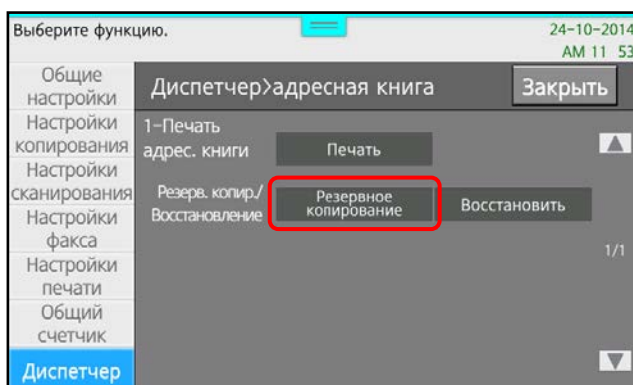 Выберите функцию.
24-10-2014
AM 11 53
Общие
настройки
Настройки
копирования
Настройки
сканирования
Настройки
факса
Настройки
печати
Общий
счетчик
Диспетчер
Диспетчер>адресная книга
Закрыть
1-Печать
адрес. книги
Печать
Резерв. копир./
Восстановление
Резервное
копирование
Восстановить
1/1